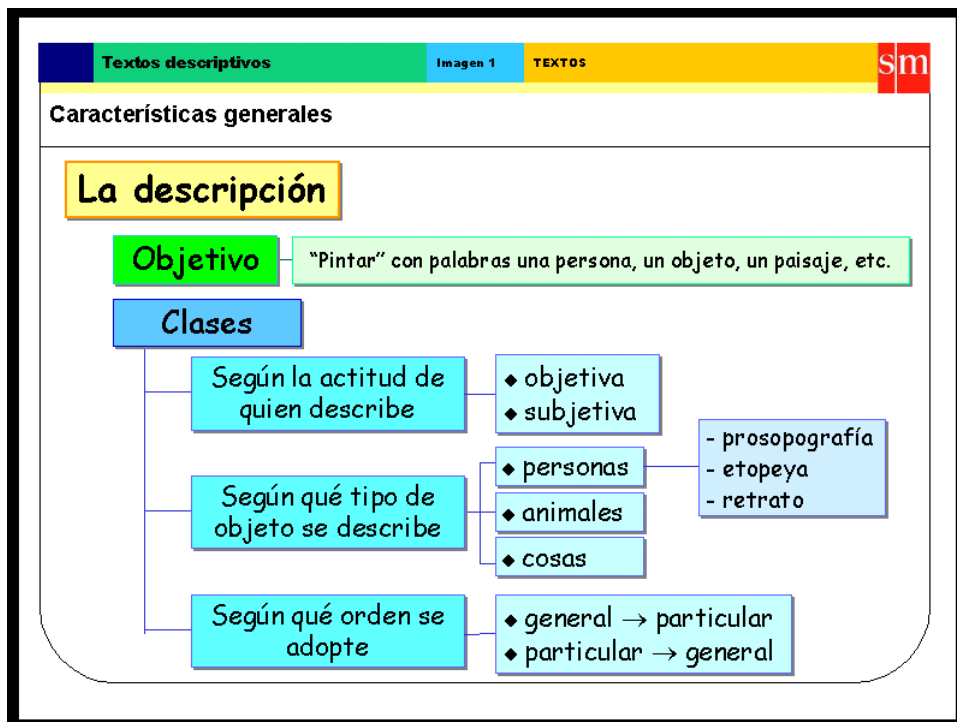 Textos descriptivos
Imagen 1
TEXTOS
sm
Características generales
La descripción
Objetivo
“Pintar” con palabras una persona, un objeto, un paisaje, etc.
Clases
Según la actitud de
quien describe
◆ objetiva
◆ subjetiva
Según qué tipo de
objeto se describe
◆ personas
- prosopografía
- etopeya
- retrato
◆ animales
◆ cosas
Según qué orden se
adopte
◆ general → particular
◆ particular → general